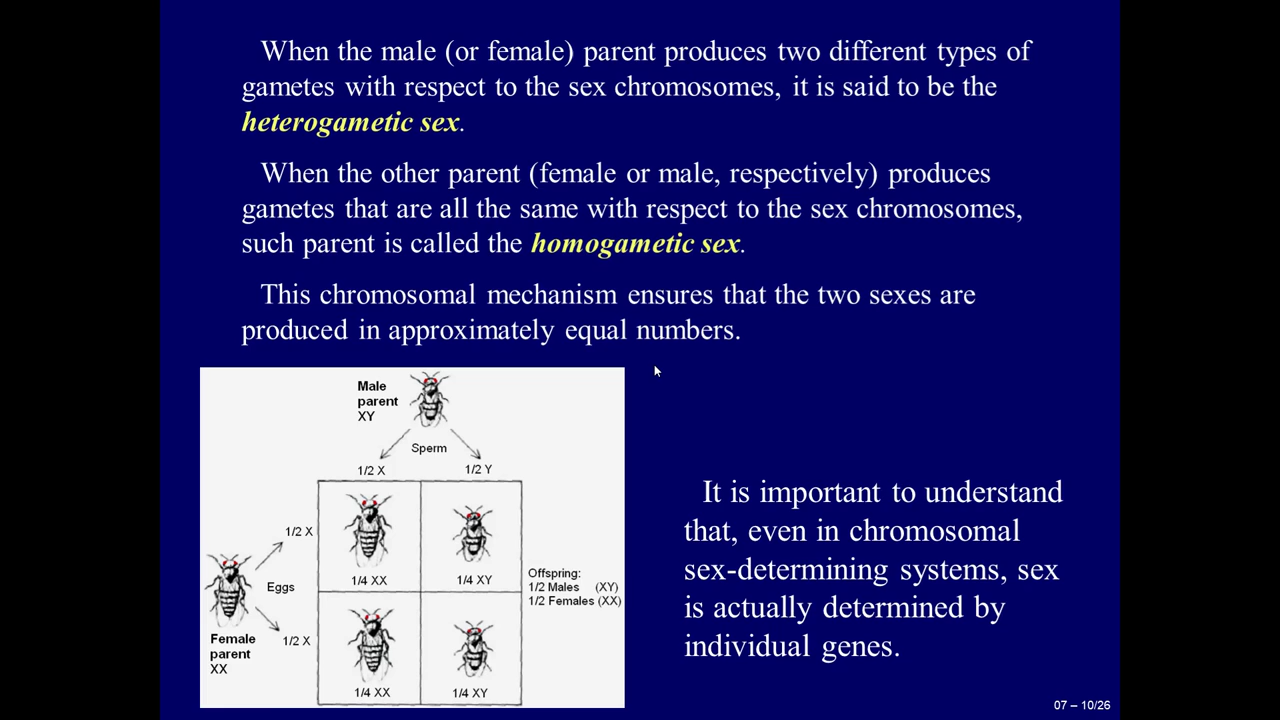 When the male (or female) parent produces two different types of
gametes with respect to the sex chromosomes, it is said to be the
heterogametic sex.
When the other parent (female or male, respectively) produces
gametes that are all the same with respect to the sex chromosomes,
such parent is called the homogametic sex.
This chromosomal mechanism ensures that the two sexes are
produced in approximately equal numbers.
Male
parent
XY
Sperm
1/2 X
1/2 Y
1/2 X
Eggs
1/2 X
Female
parent
XX
1/4 XX
1/4 XY
1/4 XX
1/4 XY
Offspring:
1/2 Males (XY)
1/2 Females (XX)
It is important to understand
that, even in chromosomal
sex-determining systems, sex
is actually determined by
individual genes.
07 – 10/26